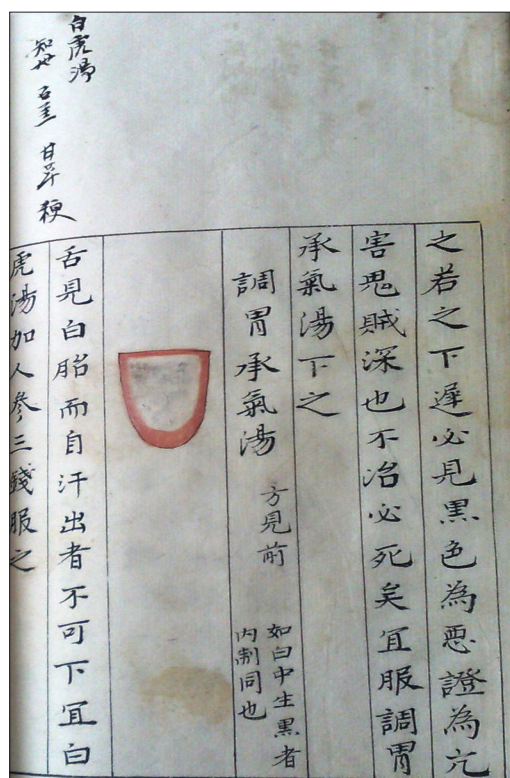 之若之下遲必見黑色為惡證為亢
害鬼賊深也不治必死矣冝服調胃
承氣湯下之
調胃承氣湯 方見前
如白中生黑者
內制同也
舌見白胎而自汗出者不可下冝白
虎湯加人參三錢服之
白虎湯
知母 石羔 甘草 粳